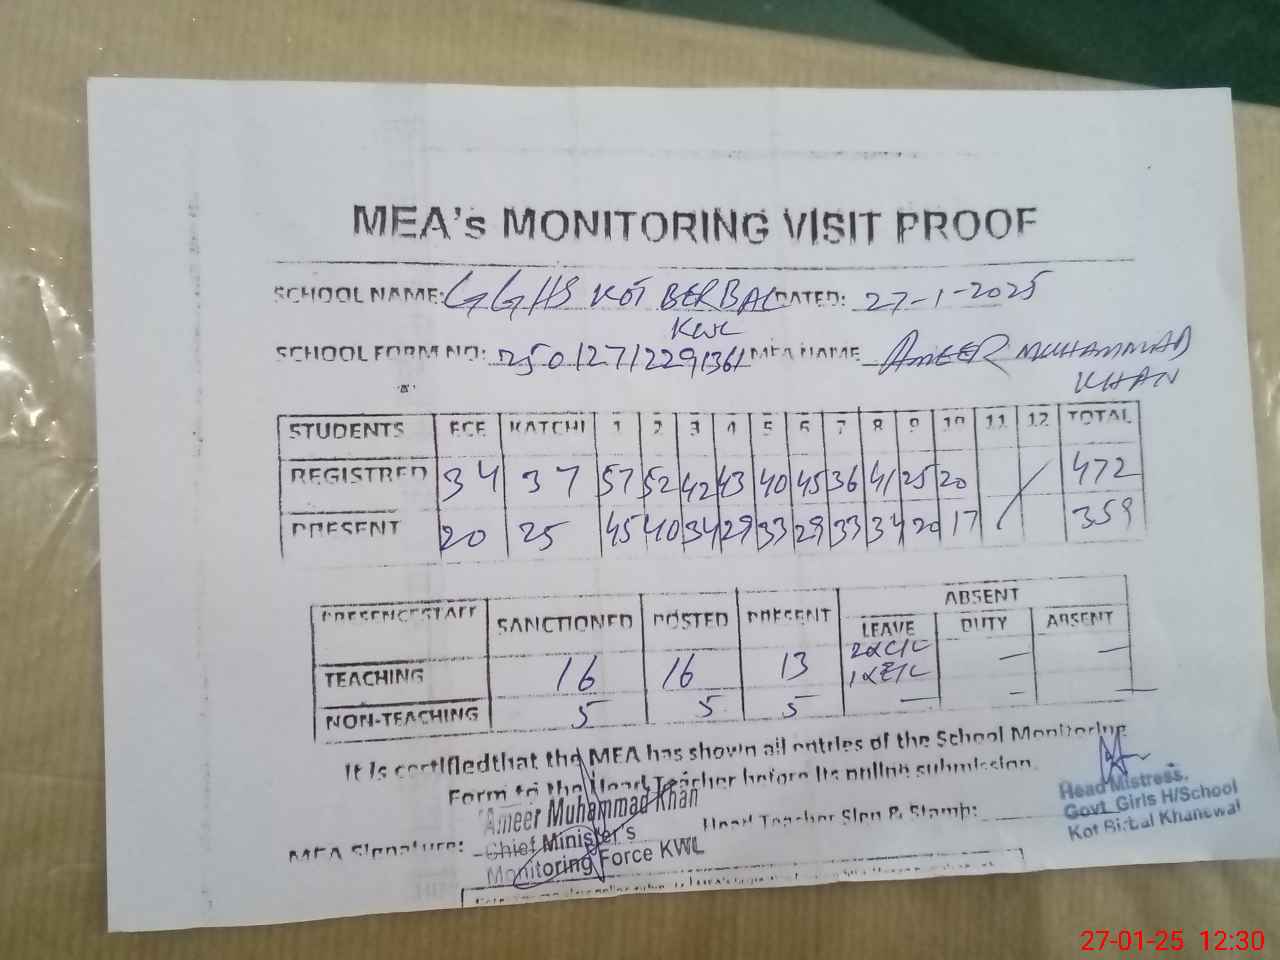 MEA's MONITORING VISIT PROOF
SCHOOL NAME: GGHS KOT BERBAL DATED: 27-1-2025
KWL
SCHOOL FORM NO: 25012712291361 MEA NAME AMEER MUHAMMAD
KHAN
STUDENTS ECE KATCHI 1 2 3 4 5 6 7 8 9 10 11 12 TOTAL
REGISTRED 34 37 57 52 42 43 40 45 36 41 25 20 472
PRESENT 20 25 45 40 34 29 33 29 33 34 20 17 359
PRESENCE STAFF SANCTIONED POSTED PRESENT ABSENT
LEAVE DUTY ABSENT
TEACHING 16 16 13 2xC/L — —
1xE/L
NON-TEACHING 5 5 5 — — —
It is certifiedthat the MEA has shown all entries of the School Monitoring
Form to the Head Teacher before its online submission.
MEA Signature: Head Teacher Sign & Stamp:
Ameer Muhammad Khan
Chief Minister's
Monitoring Force KWL
Head Mistress.
Govt Girls H/School
Kot Birbal Khanewal
27-01-25 12:30